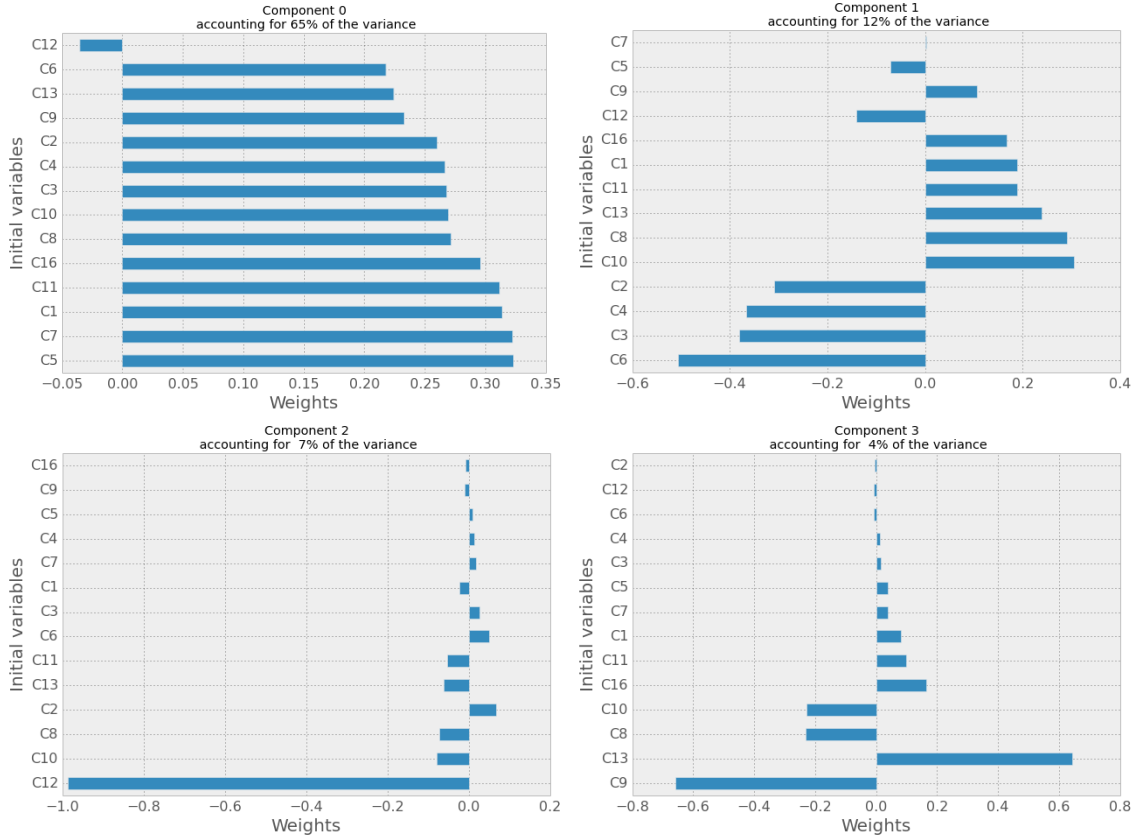 Component 0
accounting for 65% of the variance
C12
C6
C13
C9
C2
C4
C3
C10
C8
C16
C11
C1
C7
C5
Initial variables
−0.05 0.00 0.05 0.10 0.15 0.20 0.25 0.30 0.35
Weights
Component 1
accounting for 12% of the variance
C7
C5
C9
C12
C16
C1
C11
C13
C8
C10
C2
C4
C3
C6
Initial variables
−0.6 −0.4 −0.2 0.0 0.2 0.4
Weights
Component 2
accounting for  7% of the variance
C16
C9
C5
C4
C7
C1
C3
C6
C11
C13
C2
C8
C10
C12
Initial variables
−1.0 −0.8 −0.6 −0.4 −0.2 0.0 0.2
Weights
Component 3
accounting for  4% of the variance
C2
C12
C6
C4
C3
C5
C7
C1
C11
C16
C10
C8
C13
C9
Initial variables
−0.8 −0.6 −0.4 −0.2 0.0 0.2 0.4 0.6 0.8
Weights